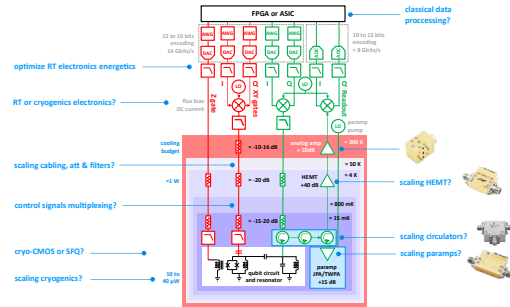 FPGA or ASIC
classical data
proccessing?
12 to 16 bits
encoding
14 Gbits/s
AWG
AWG
AWG
AWG
AWG
DAC
DAC
DAC
DAC
DAC
ADC
ADC
10 to 12 bits
encoding
< 8 Gbits/s
optimize RT electronics energetics
I
Q
I
Q
I
Q
LO
LO
RT or cryogenics electronics?
flux bias
DC current
Z gate
XY gates
Readout
LO
paramp
pump
cooling
budget
≈ -10-16 dB
analog amp
+ 50dB
≈ 300 K
scaling cabling, att & filters?
≈ 50 K
≈1 W
≈ -20 dB
HEMT
+40 dB
≈ 4 K
scaling HEMT?
control signals multiplexing?
≈ 800 mK
≈ -15-20 dB
≈ 15 mK
scaling circulators?
cryo-CMOS or SFQ?
scaling paramps?
scaling cryogenics?
10 to
40 µW
qubit circuit
and resonator
paramp
JPA/TWPA
+15 dB